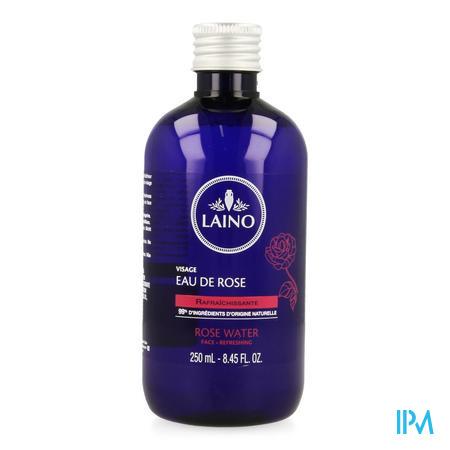 LAINO
VISAGE
EAU DE ROSE
RAFRAÎCHISSANTE
99% D'INGRÉDIENTS D'ORIGINE NATURELLE
ROSE WATER
FACE - REFRESHING
250 mL - 8.45 FL. OZ.
IPM